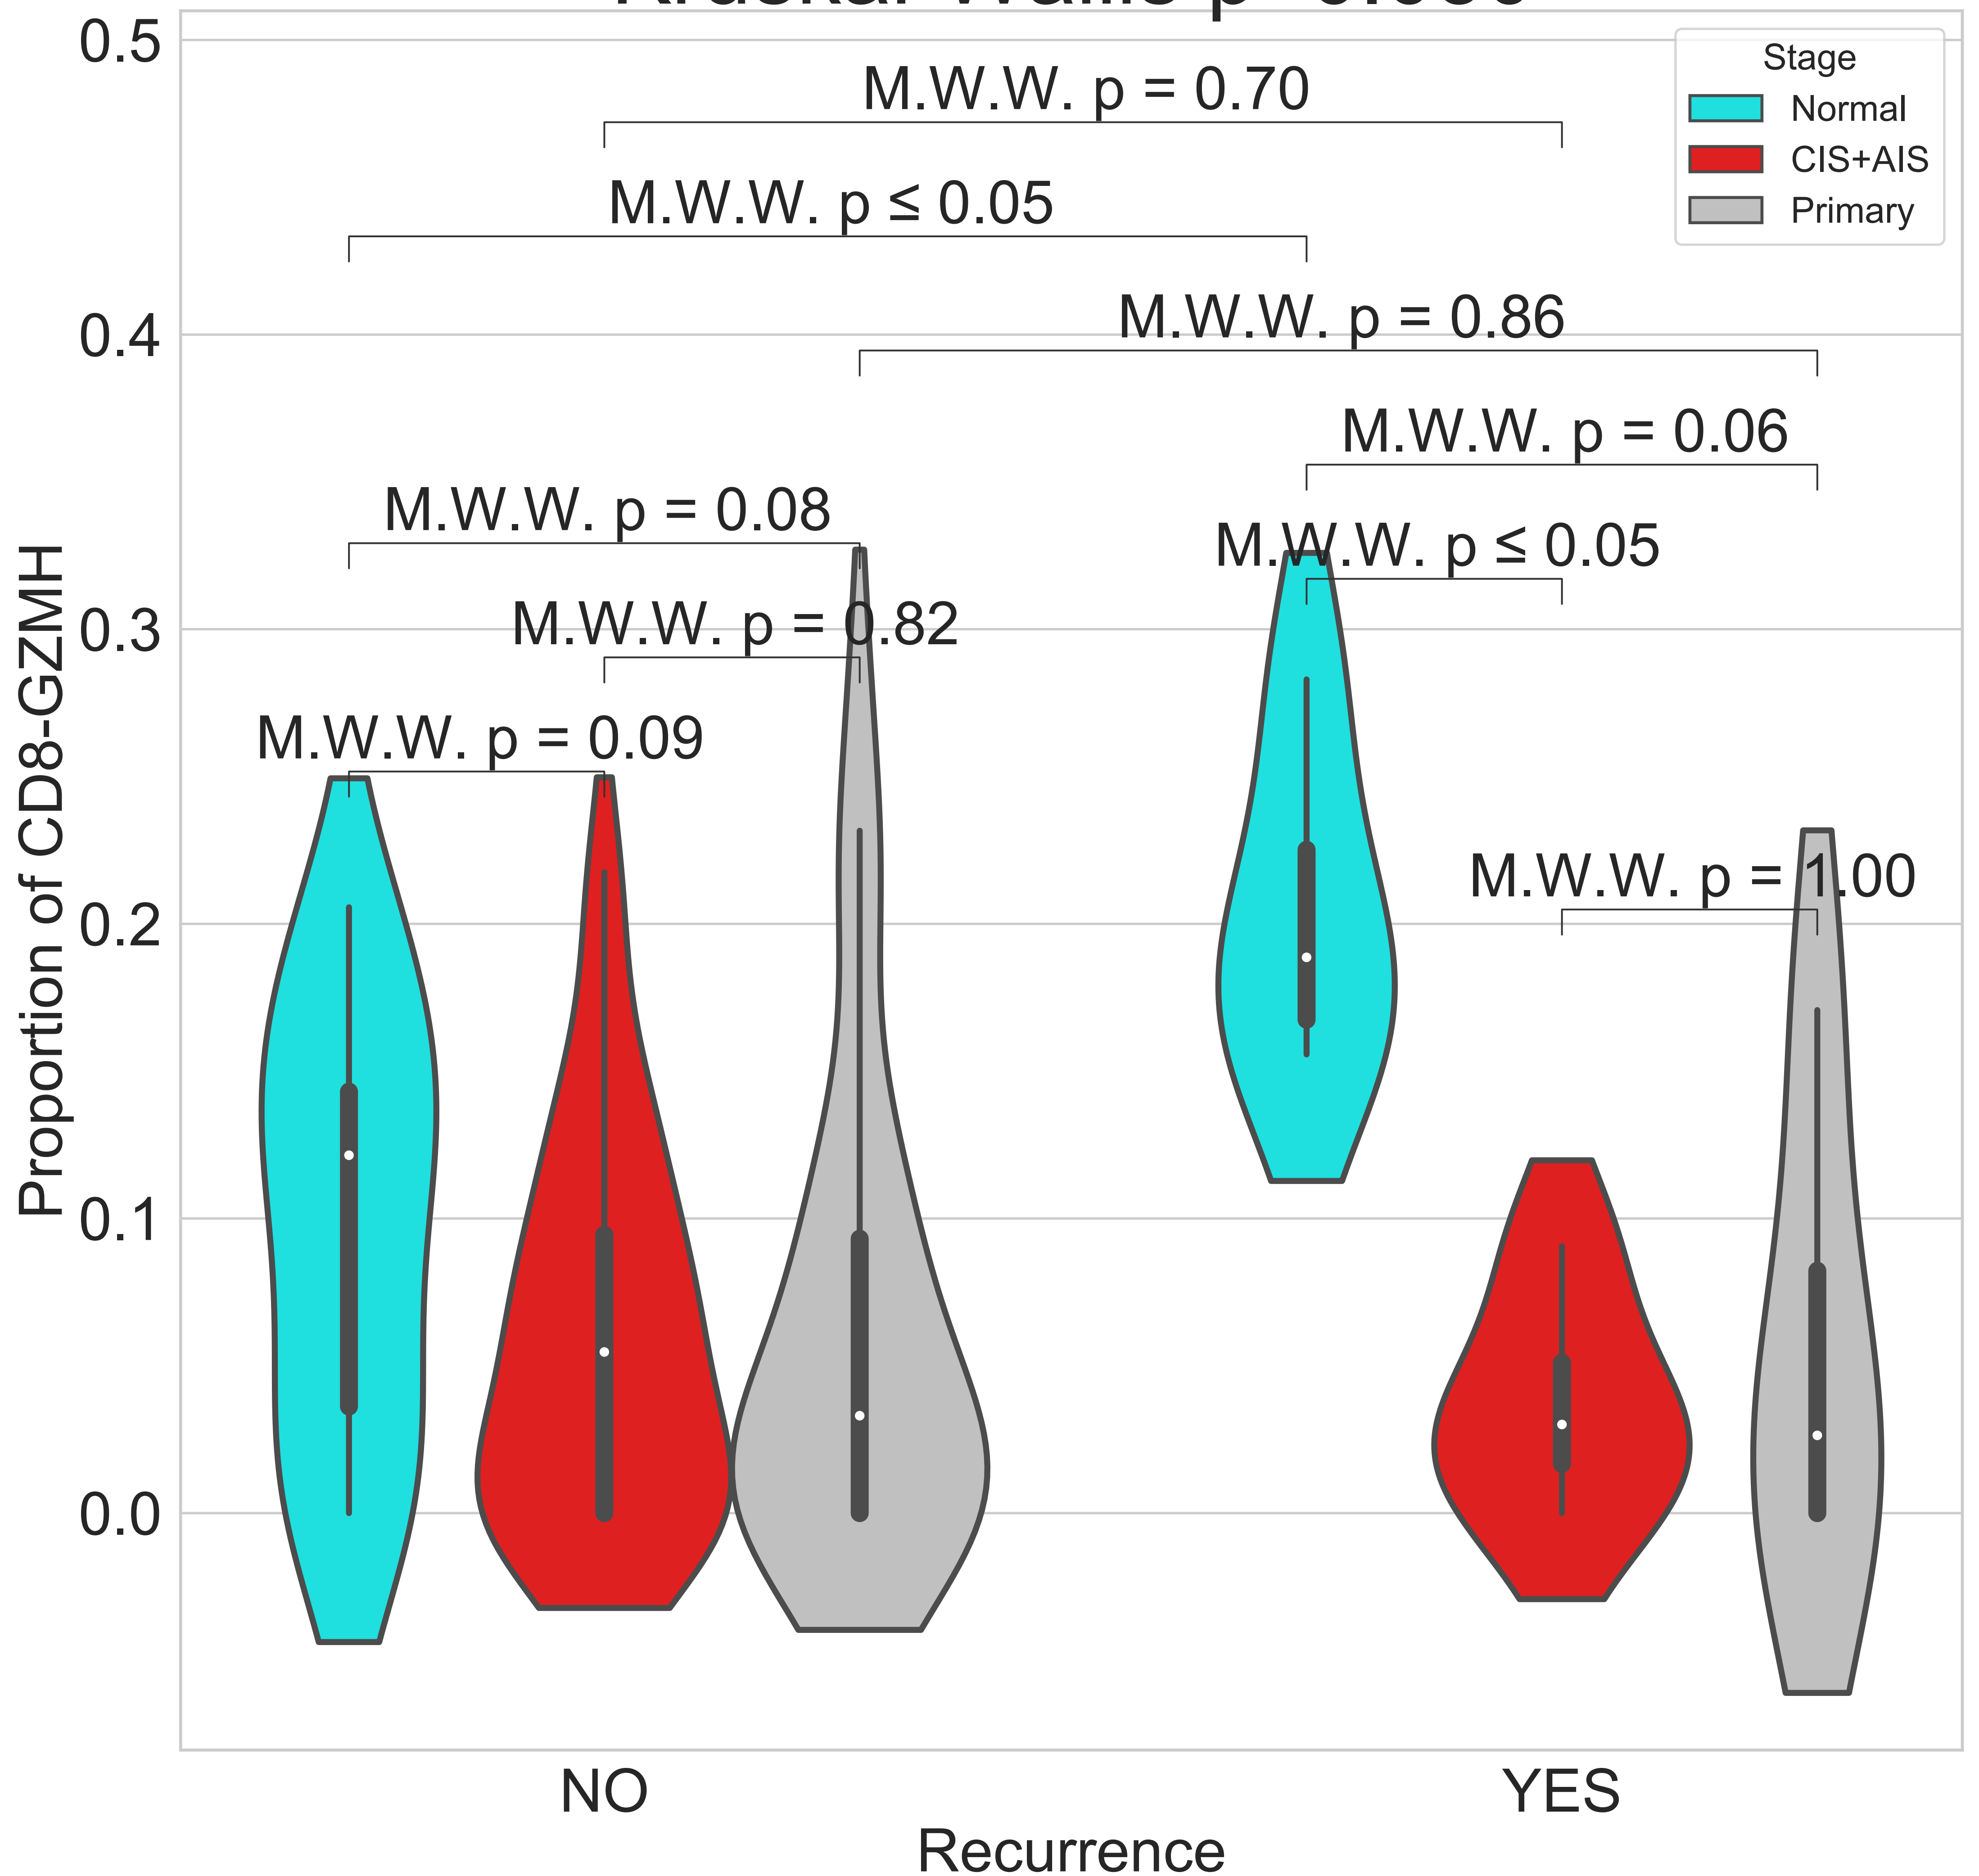 0.5
M.W.W. p = 0.70
Stage
Normal
CIS+AIS
Primary
M.W.W. p ≤ 0.05
0.4
M.W.W. p = 0.86
M.W.W. p = 0.06
M.W.W. p = 0.08
M.W.W. p ≤ 0.05
0.3
M.W.W. p = 0.82
M.W.W. p = 0.09
M.W.W. p = 1.00
0.2
0.1
0.0
Proportion of CD8-GZMH
NO
YES
Recurrence